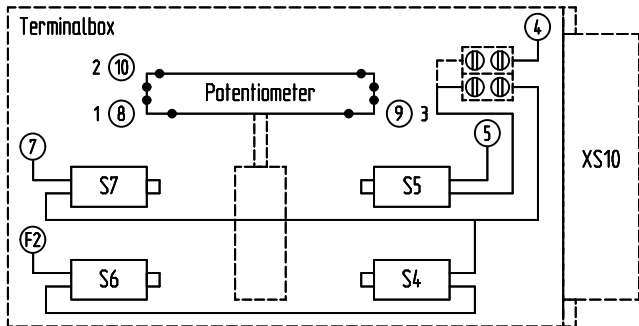 Terminalbox
4
2 10
Potentiometer
1 8
9 3
7
5
XS10
S7
S5
F2
S6
S4